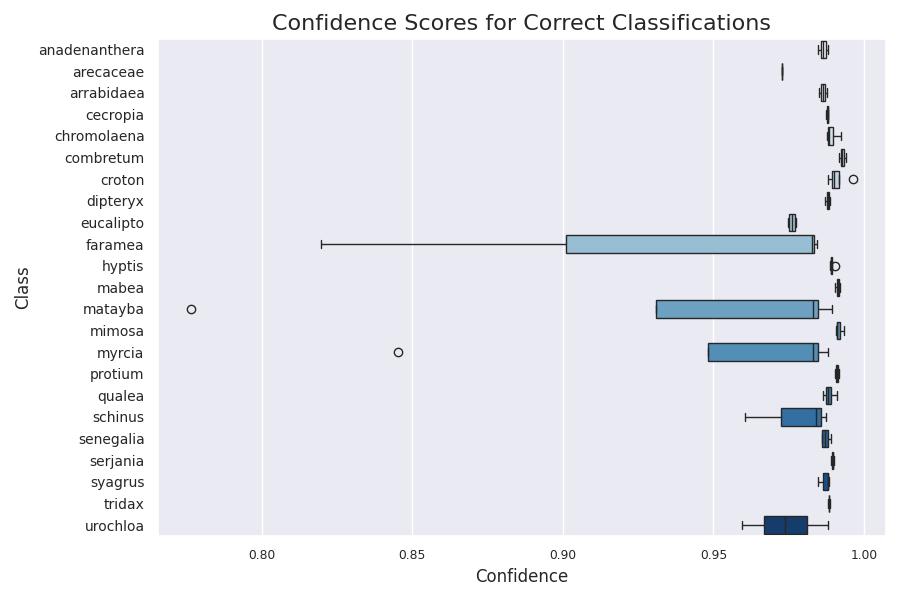 Confidence Scores for Correct Classifications
anadenanthera
arecaceae
arrabidaea
cecropia
chromolaena
combretum
croton
dipteryx
eucalipto
faramea
hyptis
mabea
matayba
mimosa
myrcia
protium
qualea
schinus
senegalia
serjania
syagrus
tridax
urochloa
Class
0.80 0.85 0.90 0.95 1.00
Confidence